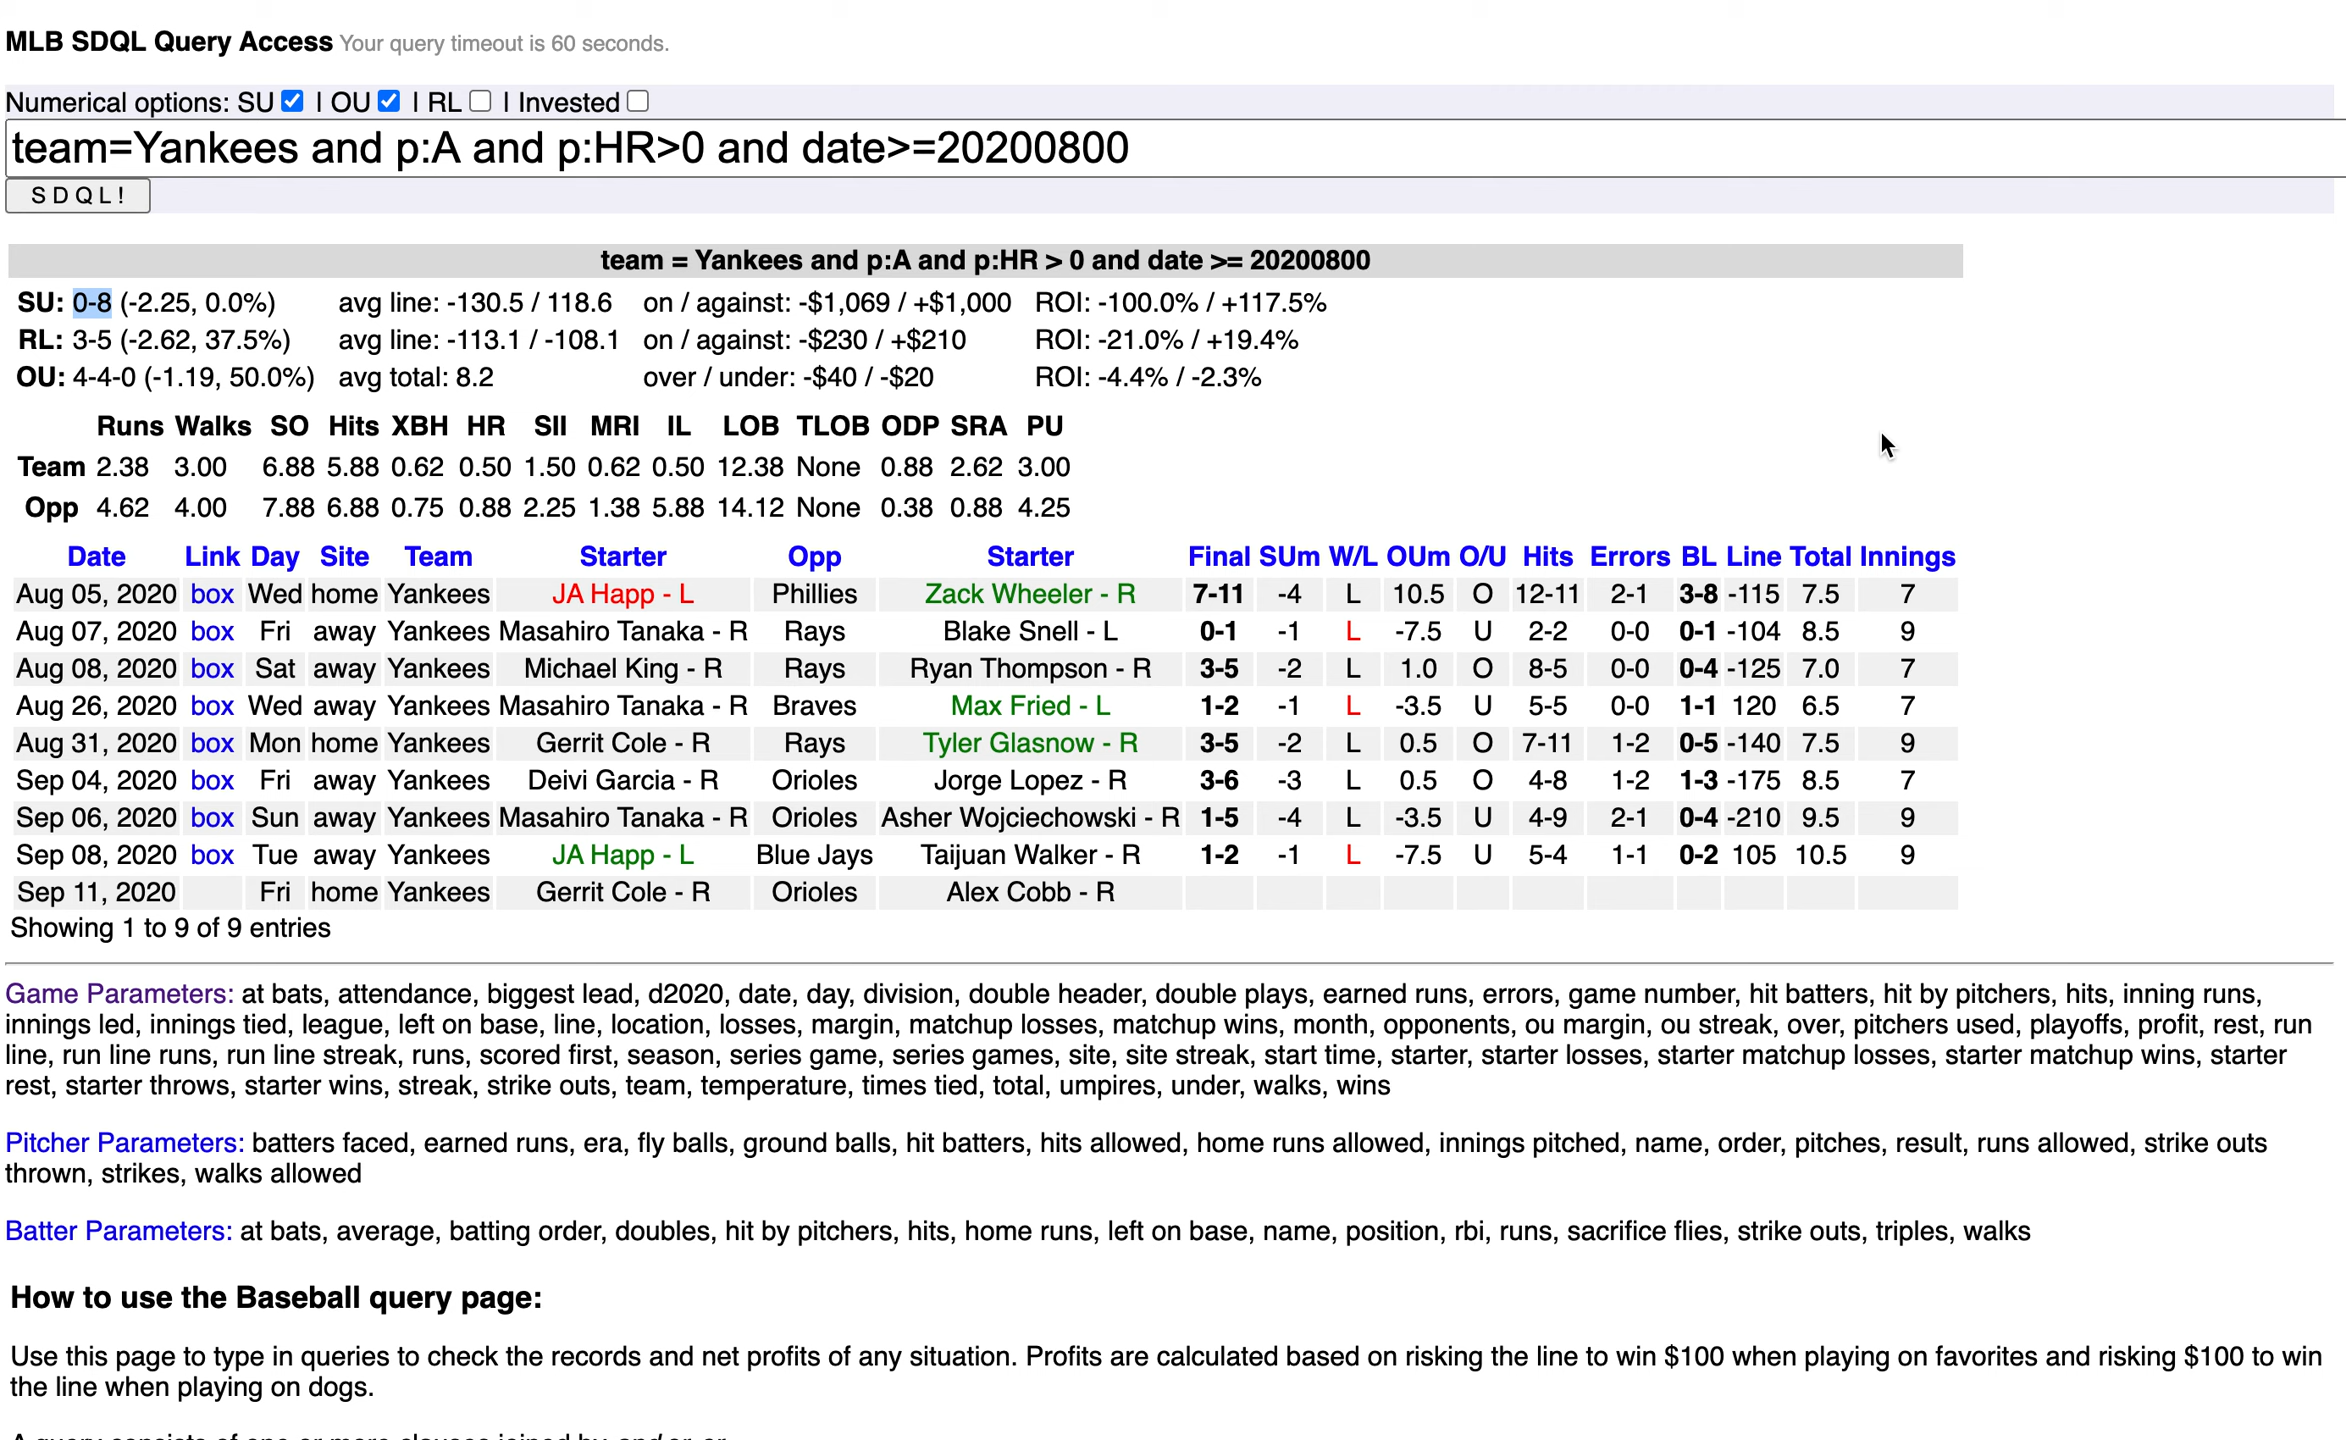 MLB SDQL Query Access Your query timeout is 60 seconds.
Numerical options: SU | OU | RL | Invested
team=Yankees and p:A and p:HR>0 and date>=20200800
S D Q L !
team = Yankees and p:A and p:HR > 0 and date >= 20200800
SU: 0-8 (-2.25, 0.0%) avg line: -130.5 / 118.6 on / against: -$1,069 / +$1,000 ROI: -100.0% / +117.5%
RL: 3-5 (-2.62, 37.5%) avg line: -113.1 / -108.1 on / against: -$230 / +$210 ROI: -21.0% / +19.4%
OU: 4-4-0 (-1.19, 50.0%) avg total: 8.2 over / under: -$40 / -$20 ROI: -4.4% / -2.3%
Runs Walks SO Hits XBH HR SII MRI IL LOB TLOB ODP SRA PU
Team 2.38 3.00 6.88 5.88 0.62 0.50 1.50 0.62 0.50 12.38 None 0.88 2.62 3.00
Opp 4.62 4.00 7.88 6.88 0.75 0.88 2.25 1.38 5.88 14.12 None 0.38 0.88 4.25
Date Link Day Site Team Starter Opp Starter Final SUm W/L OUm O/U Hits Errors BL Line Total Innings
Aug 05, 2020 box Wed home Yankees JA Happ - L Phillies Zack Wheeler - R 7-11 -4 L 10.5 O 12-11 2-1 3-8 -115 7.5 7
Aug 07, 2020 box Fri away Yankees Masahiro Tanaka - R Rays Blake Snell - L 0-1 -1 L -7.5 U 2-2 0-0 0-1 -104 8.5 9
Aug 08, 2020 box Sat away Yankees Michael King - R Rays Ryan Thompson - R 3-5 -2 L 1.0 O 8-5 0-0 0-4 -125 7.0 7
Aug 26, 2020 box Wed away Yankees Masahiro Tanaka - R Braves Max Fried - L 1-2 -1 L -3.5 U 5-5 0-0 1-1 120 6.5 7
Aug 31, 2020 box Mon home Yankees Gerrit Cole - R Rays Tyler Glasnow - R 3-5 -2 L 0.5 O 7-11 1-2 0-5 -140 7.5 9
Sep 04, 2020 box Fri away Yankees Deivi Garcia - R Orioles Jorge Lopez - R 3-6 -3 L 0.5 O 4-8 1-2 1-3 -175 8.5 7
Sep 06, 2020 box Sun away Yankees Masahiro Tanaka - R Orioles Asher Wojciechowski - R 1-5 -4 L -3.5 U 4-9 2-1 0-4 -210 9.5 9
Sep 08, 2020 box Tue away Yankees JA Happ - L Blue Jays Taijuan Walker - R 1-2 -1 L -7.5 U 5-4 1-1 0-2 105 10.5 9
Sep 11, 2020 Fri home Yankees Gerrit Cole - R Orioles Alex Cobb - R
Showing 1 to 9 of 9 entries
Game Parameters: at bats, attendance, biggest lead, d2020, date, day, division, double header, double plays, earned runs, errors, game number, hit batters, hit by pitchers, hits, inning runs,
innings led, innings tied, league, left on base, line, location, losses, margin, matchup losses, matchup wins, month, opponents, ou margin, ou streak, over, pitchers used, playoffs, profit, rest, run
line, run line runs, run line streak, runs, scored first, season, series game, series games, site, site streak, start time, starter, starter losses, starter matchup losses, starter matchup wins, starter
rest, starter throws, starter wins, streak, strike outs, team, temperature, times tied, total, umpires, under, walks, wins
Pitcher Parameters: batters faced, earned runs, era, fly balls, ground balls, hit batters, hits allowed, home runs allowed, innings pitched, name, order, pitches, result, runs allowed, strike outs
thrown, strikes, walks allowed
Batter Parameters: at bats, average, batting order, doubles, hit by pitchers, hits, home runs, left on base, name, position, rbi, runs, sacrifice flies, strike outs, triples, walks
How to use the Baseball query page:
Use this page to type in queries to check the records and net profits of any situation. Profits are calculated based on risking the line to win $100 when playing on favorites and risking $100 to win
the line when playing on dogs.
A query consists of one or more clauses joined by and or or